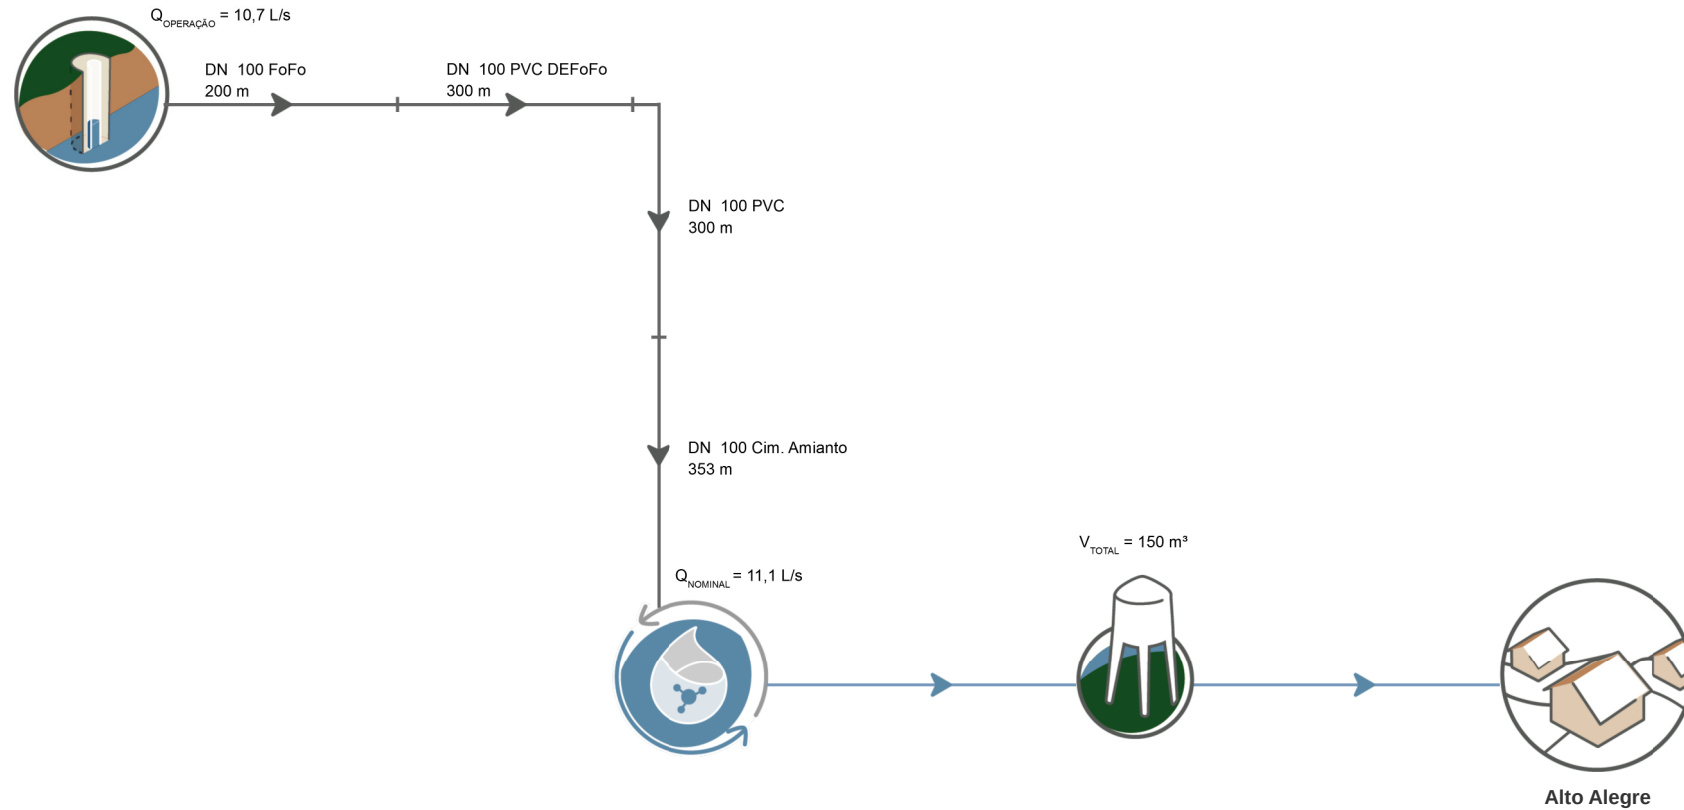 QOPERAÇÃO = 10,7 L/s
DN 100 FoFo
200 m
DN 100 PVC DEFoFo
300 m
DN 100 PVC
300 m
DN 100 Cim. Amianto
353 m
QNOMINAL = 11,1 L/s
VTOTAL = 150 m³
Alto Alegre